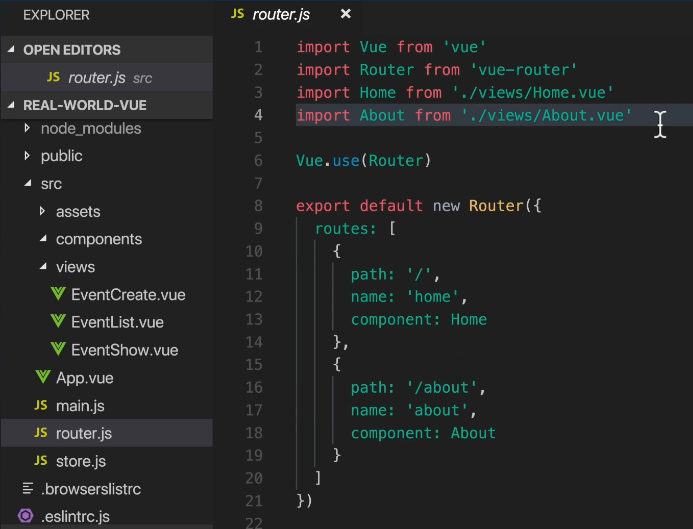 EXPLORER
OPEN EDITORS
JS router.js src
REAL-WORLD-VUE
node_modules
public
src
assets
components
views
EventCreate.vue
EventList.vue
EventShow.vue
App.vue
JS main.js
JS router.js
JS store.js
.browserslistrc
.eslintrc.js
JS router.js ×
1 import Vue from 'vue'
2 import Router from 'vue-router'
3 import Home from './views/Home.vue'
4 import About from './views/About.vue'
5
6 Vue.use(Router)
7
8 export default new Router({
9   routes: [
10     {
11       path: '/',
12       name: 'home',
13       component: Home
14     },
15     {
16       path: '/about',
17       name: 'about',
18       component: About
19     }
20   ]
21 })
22